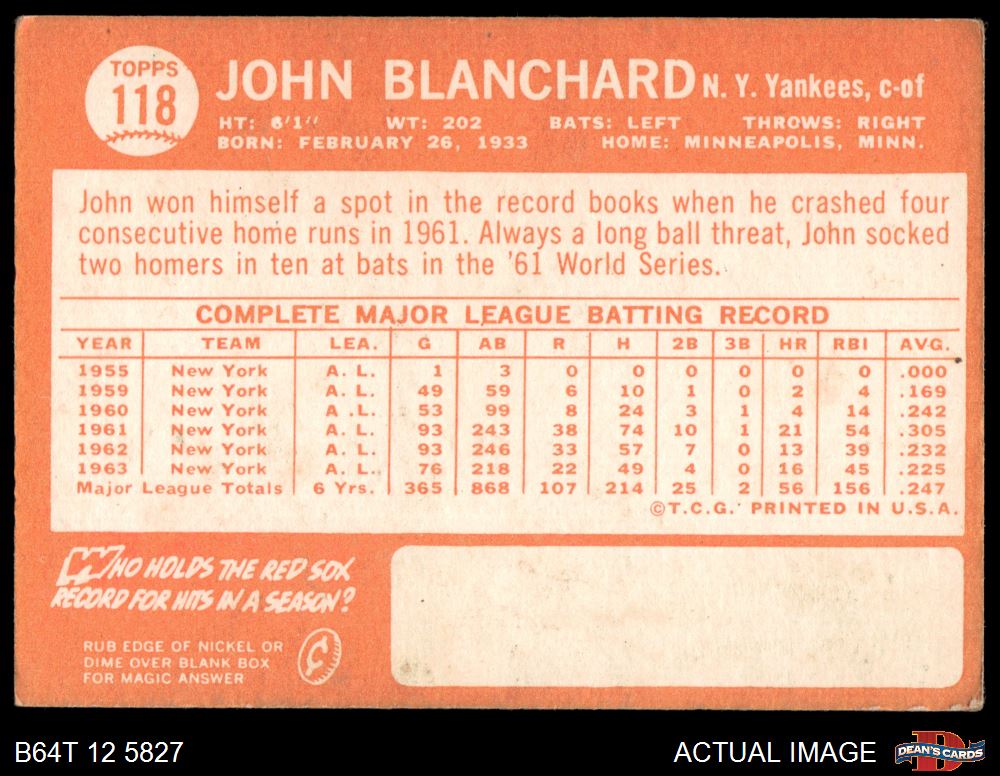 TOPPS
118
JOHN BLANCHARD N. Y. Yankees, c-of
HT: 6'1" WT: 202 BATS: LEFT THROWS: RIGHT
BORN: FEBRUARY 26, 1933 HOME: MINNEAPOLIS, MINN.
John won himself a spot in the record books when he crashed four
consecutive home runs in 1961. Always a long ball threat, John socked
two homers in ten at bats in the '61 World Series.
COMPLETE MAJOR LEAGUE BATTING RECORD
YEAR TEAM LEA. G AB R H 2B 3B HR RBI AVG.
1955 New York A. L. 1 3 0 0 0 0 0 0 .000
1959 New York A. L. 49 59 6 10 1 0 2 4 .169
1960 New York A .L. 53 99 8 24 3 1 4 14 .242
1961 New York A. L. 93 243 38 74 10 1 21 54 .305
1962 New York A. L. 93 246 33 57 7 0 13 39 .232
1963 New York A. L. 76 218 22 49 4 0 16 45 .225
Major League Totals 6 Yrs. 365 868 107 214 25 2 56 156 .247
©T.C.G. PRINTED IN U.S.A.
WHO HOLDS THE RED SOX
RECORD FOR HITS IN A SEASON?
RUB EDGE OF NICKEL OR
DIME OVER BLANK BOX
FOR MAGIC ANSWER
B64T 12 5827 ACTUAL IMAGE DEAN'S CARDS